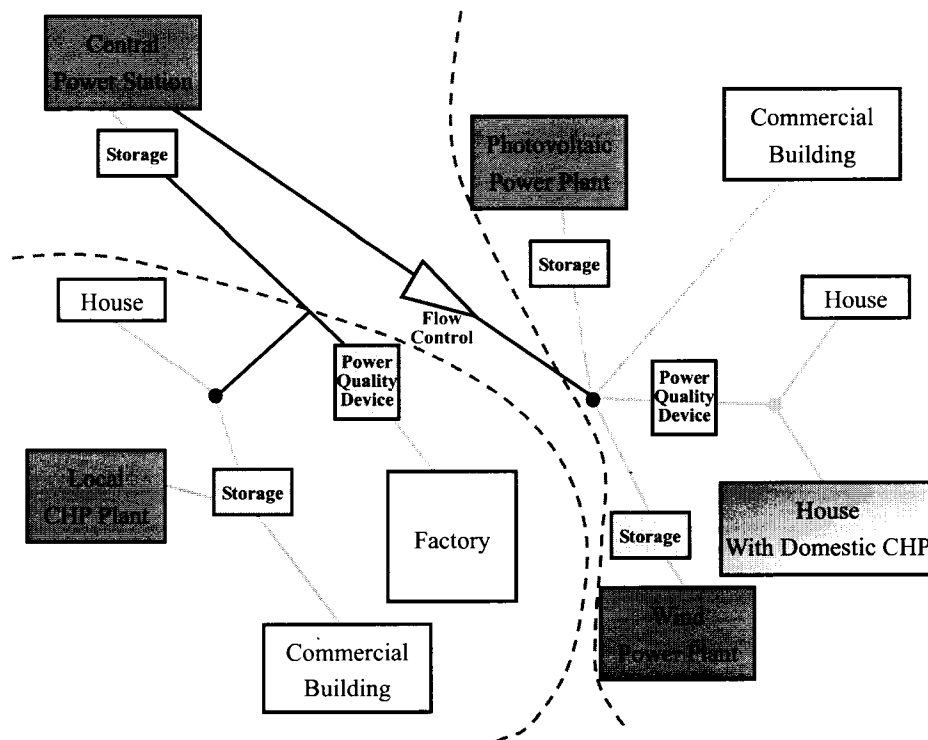 Central
Power Station
Storage
Photovoltaic
Power Plant
Commercial
Building
Storage
House
House
Flow
Control
Power
Quality
Device
Power
Quality
Device
Local
CHP Plant
Storage
Factory
Storage
House
With Domestic CHP
Wind
Power Plant
Commercial
Building